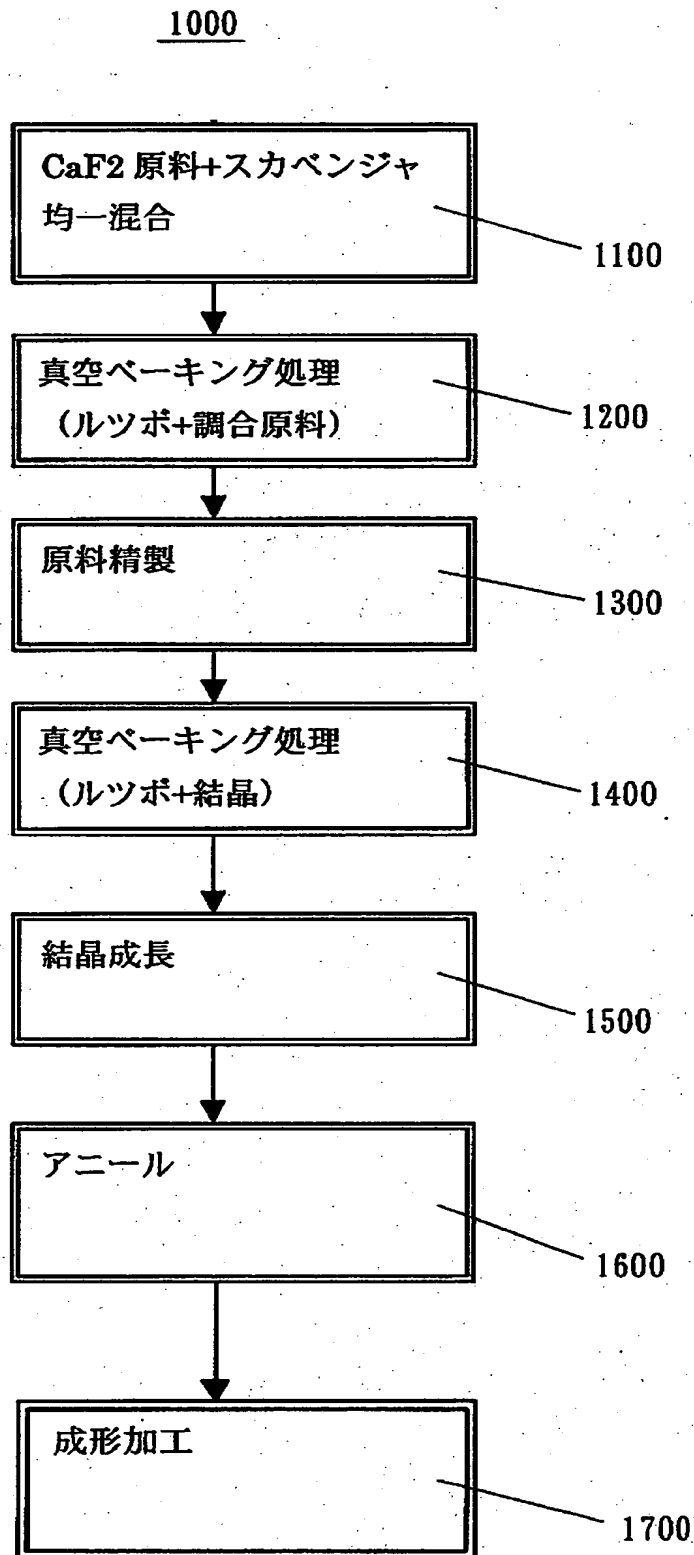 1000
CaF2 原料+スカベンジャ
均一混合
1100
真空ベーキング処理
（ルツボ+調合原料）
1200
原料精製
1300
真空ベーキング処理
（ルツボ+結晶）
1400
結晶成長
1500
アニール
1600
成形加工
1700